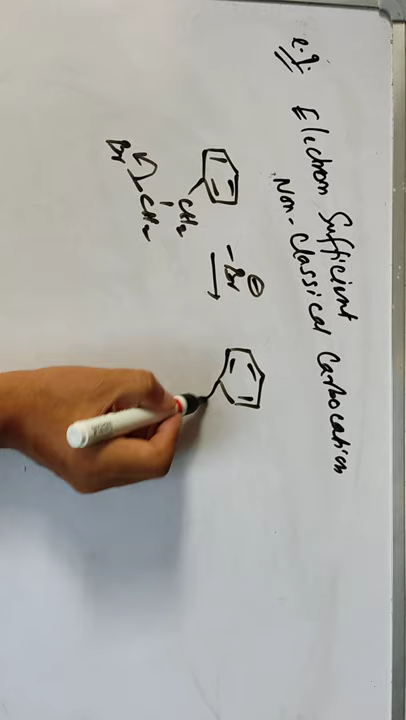 e.g. Electron Sufficient Carbocation
Non-Classical
-Br⊖
CH₂
CH₂
Br